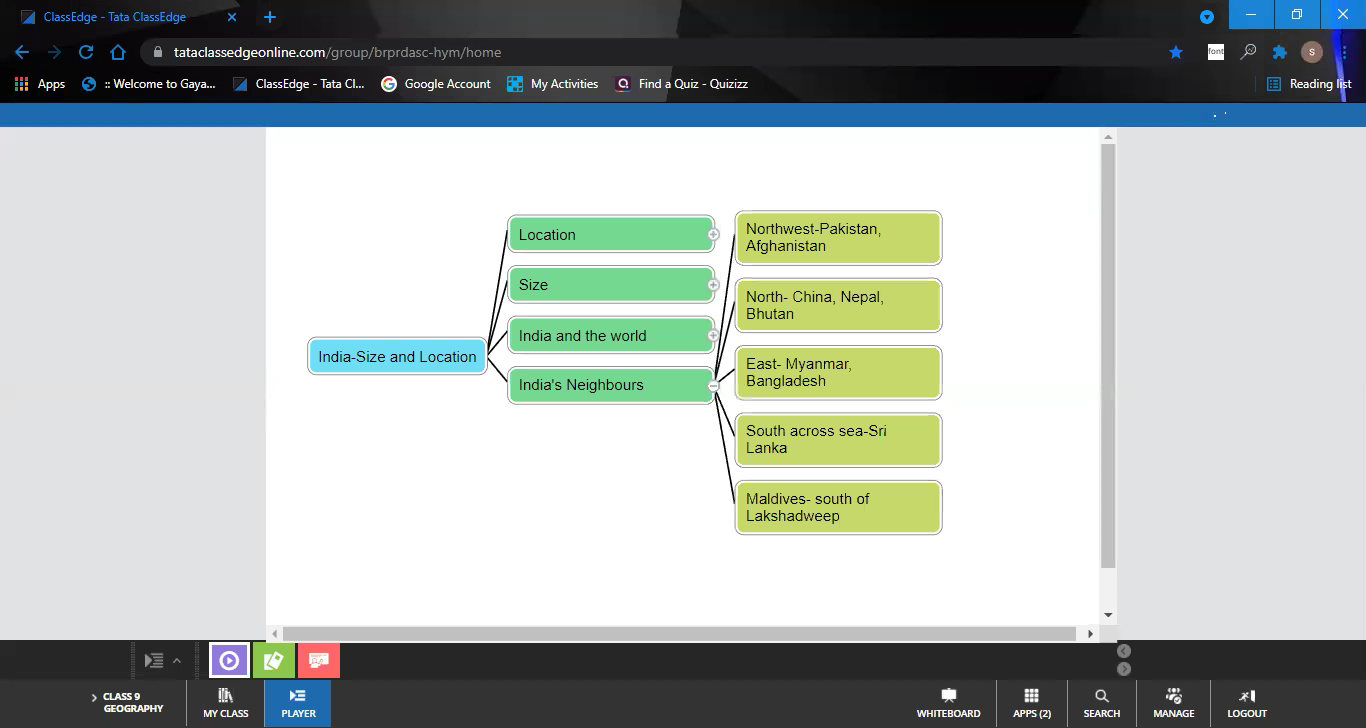 ClassEdge - Tata ClassEdge
tataclassedgeonline.com/group/brprdasc-hym/home
font
S
Apps
:: Welcome to Gaya...
ClassEdge - Tata Cl...
Google Account
My Activities
Find a Quiz - Quizizz
Reading list
India-Size and Location
Location
Size
India and the world
India's Neighbours
Northwest-Pakistan,
Afghanistan
North- China, Nepal,
Bhutan
East- Myanmar,
Bangladesh
South across sea-Sri
Lanka
Maldives- south of
Lakshadweep
CLASS 9
GEOGRAPHY
MY CLASS
PLAYER
WHITEBOARD
APPS (2)
SEARCH
MANAGE
LOGOUT